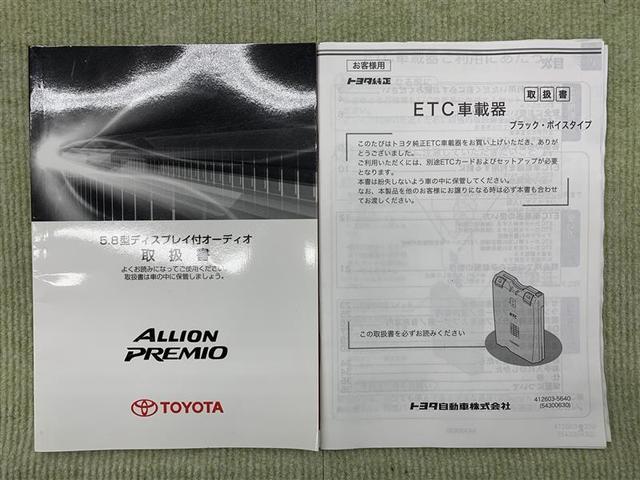 5.8型ディスプレイ付オーディオ
取扱書
よくお読みになってご使用ください。
取扱書は車の中に保管しましょう。
ALLION
PREMIO
TOYOTA
お客様用
トヨタ純正
取扱書
ETC車載器
ブラック・ボイスタイプ
このたびはトヨタ純正ETC車載器をお買い上げいただき、ありが
とうございました。
ご利用いただくには、別途ETCカードおよびセットアップが必要
となります。
本書は紛失しないよう車の中に保管してください。
なお、本製品を他のお客様にお譲りになる時は必ず本書も合わせ
てお渡しください。
ETC
この取扱書を必ずお読みください
トヨタ自動車株式会社
412603-5640
(54300630)